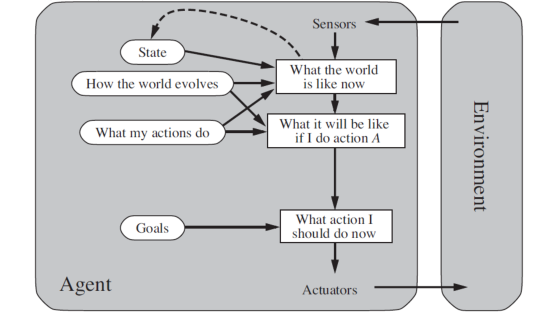 Sensors
State
What the world
is like now
How the world evolves
What it will be like
if I do action A
What my actions do
Goals
What action I
should do now
Actuators
Agent
Environment